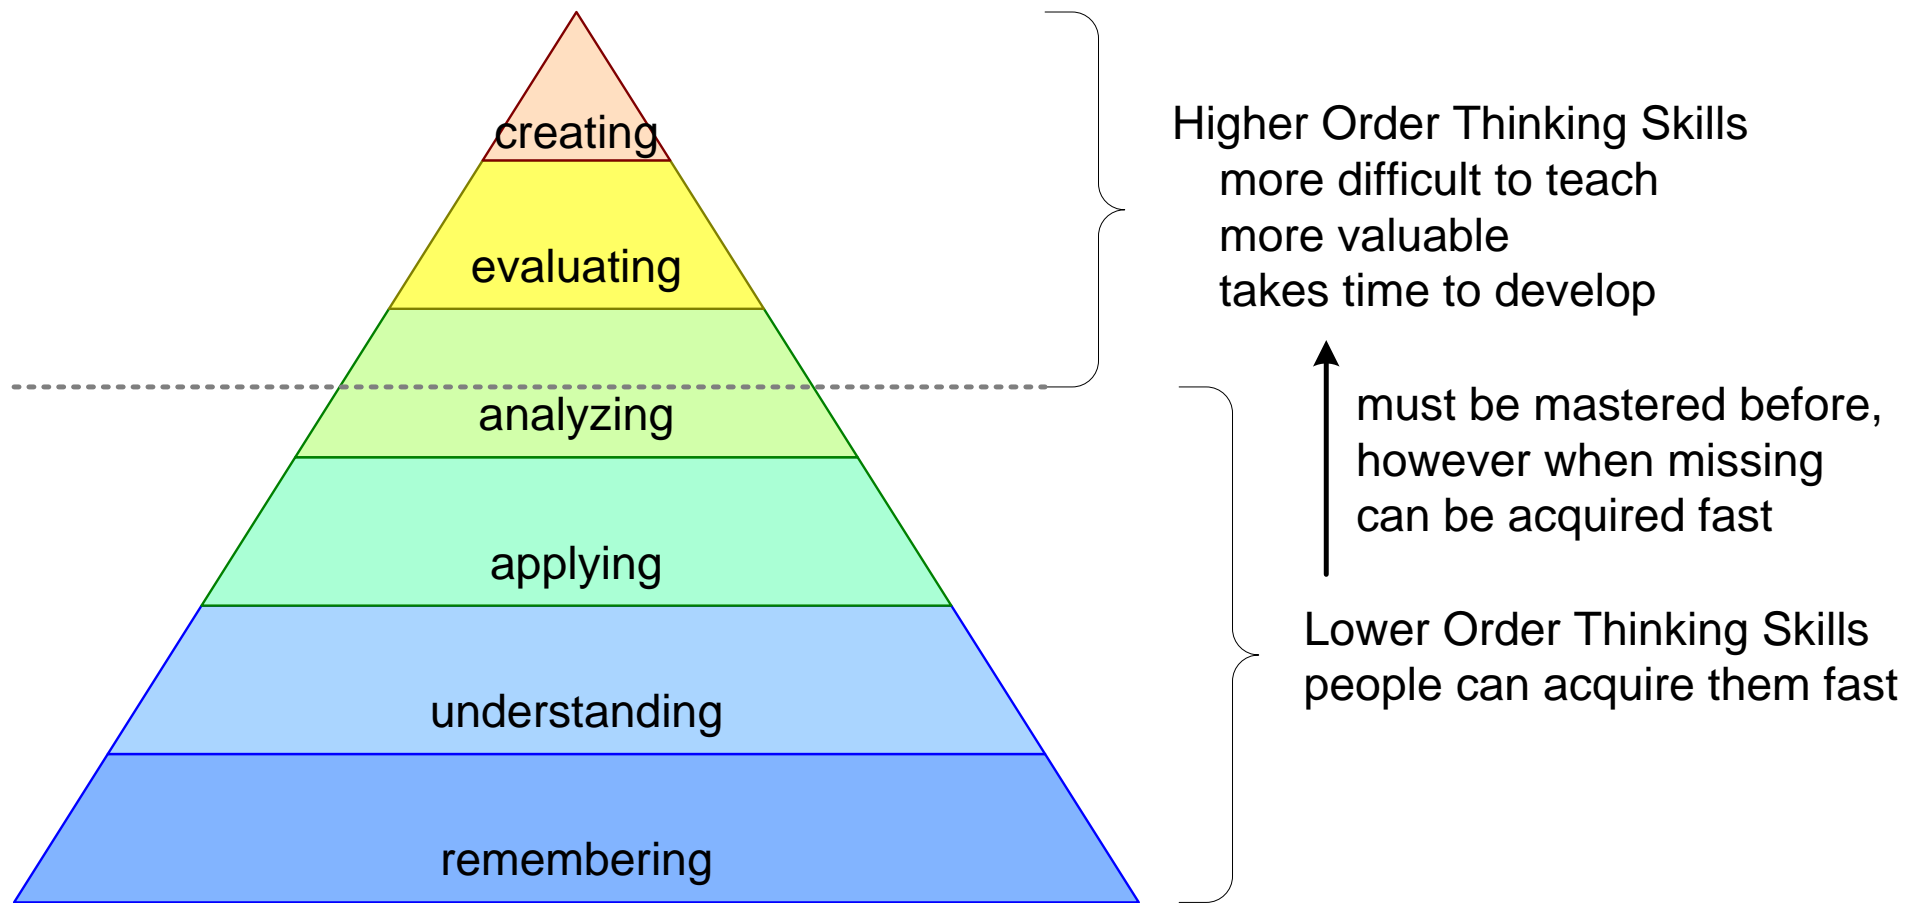 creating
evaluating
analyzing
applying
understanding
remembering
Higher Order Thinking Skills
more difficult to teach
more valuable
takes time to develop
must be mastered before,
however when missing
can be acquired fast
Lower Order Thinking Skills
people can acquire them fast